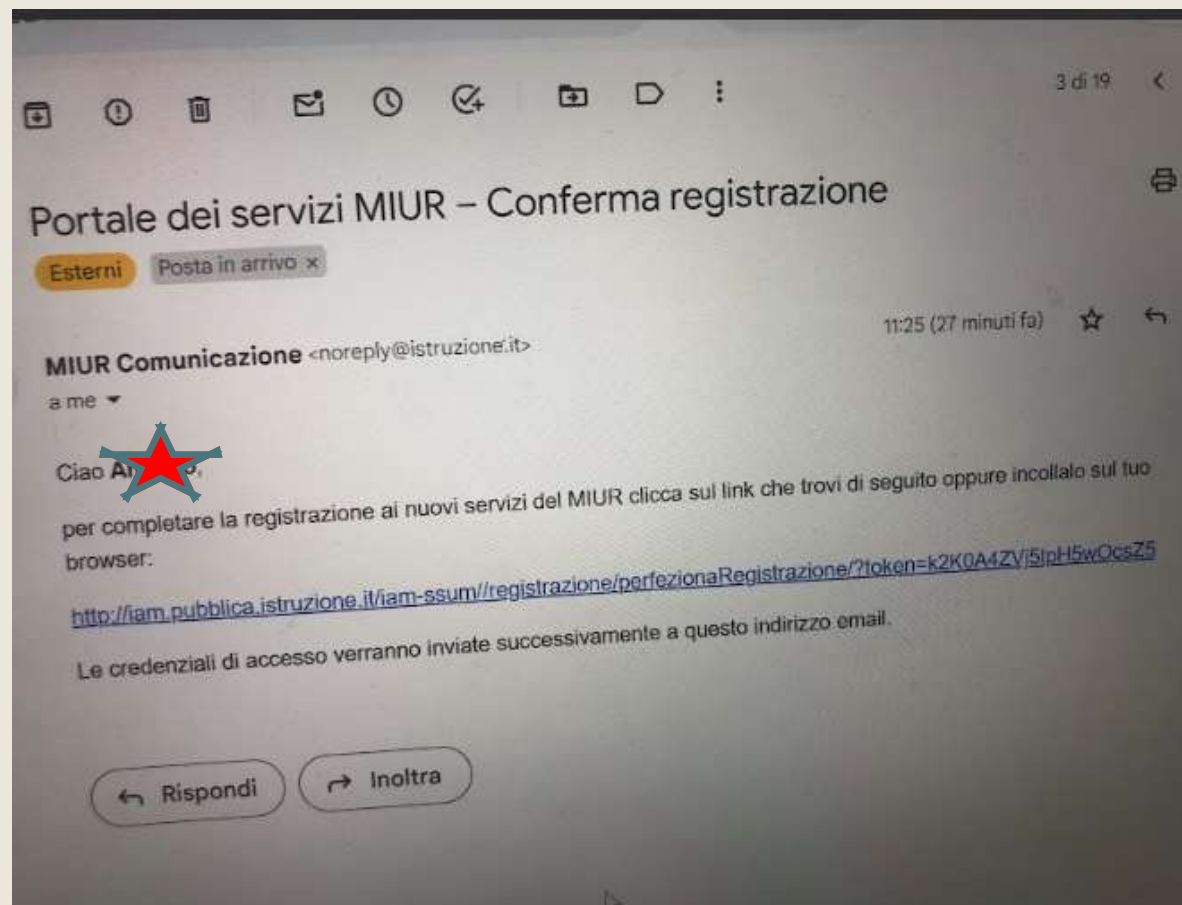 3 di 19
Portale dei servizi MIUR – Conferma registrazione
Esterni Posta in arrivo ×
11:25 (27 minuti fa)
MIUR Comunicazione <noreply@istruzione.it>
a me
Ciao
per completare la registrazione ai nuovi servizi del MIUR clicca sul link che trovi di seguito oppure incollalo sul tuo
browser:
http://iam.pubblica.istruzione.it/iam-ssum//registrazione/perfezionaRegistrazione/?token=k2K0A4ZVj5IpH5wOcsZ5
Le credenziali di accesso verranno inviate successivamente a questo indirizzo email.
Rispondi
Inoltra